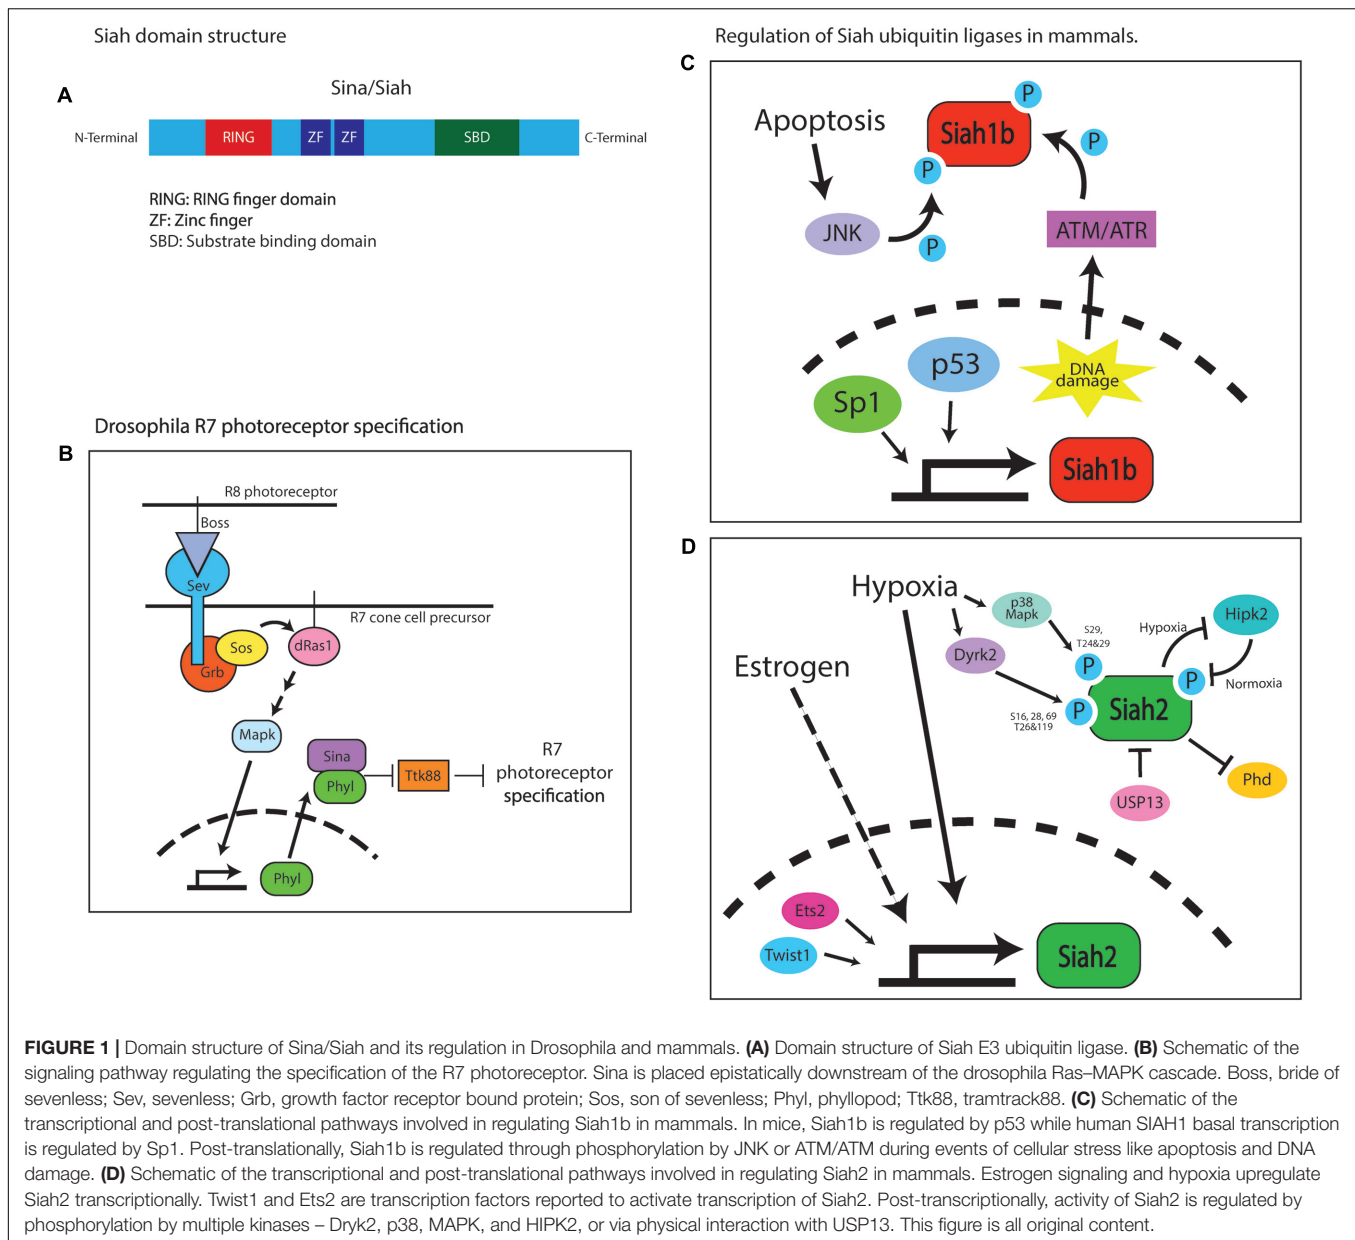 Siah domain structure
A
Sina/Siah
N-Terminal
RING
ZF
ZF
SBD
C-Terminal
RING: RING finger domain
ZF: Zinc finger
SBD: Substrate binding domain
Drosophila R7 photoreceptor specification
B
R8 photoreceptor
Boss
Sev
R7 cone cell precursor
Sos
dRas1
Grb
Mapk
Sina
Phyl
Ttk88
R7
photoreceptor
specification
Phyl
Regulation of Siah ubiquitin ligases in mammals.
C
P
Apoptosis
Siah1b
P
P
JNK
P
ATM/ATR
p53
DNA
damage
Sp1
Siah1b
D
Hypoxia
p38
Mapk
Hipk2
Hypoxia
S29,
T24&29
Dyrk2
Estrogen
P
P
Normoxia
S16, 28, 69
T26&119
P
Siah2
Phd
USP13
Ets2
Twist1
Siah2
FIGURE 1 | Domain structure of Sina/Siah and its regulation in Drosophila and mammals. (A) Domain structure of Siah E3 ubiquitin ligase. (B) Schematic of the
signaling pathway regulating the specification of the R7 photoreceptor. Sina is placed epistatically downstream of the drosophila Ras–MAPK cascade. Boss, bride of
sevenless; Sev, sevenless; Grb, growth factor receptor bound protein; Sos, son of sevenless; Phyl, phyllopod; Ttk88, tramtrack88. (C) Schematic of the
transcriptional and post-translational pathways involved in regulating Siah1b in mammals. In mice, Siah1b is regulated by p53 while human SIAH1 basal transcription
is regulated by Sp1. Post-translationally, Siah1b is regulated through phosphorylation by JNK or ATM/ATM during events of cellular stress like apoptosis and DNA
damage. (D) Schematic of the transcriptional and post-translational pathways involved in regulating Siah2 in mammals. Estrogen signaling and hypoxia upregulate
Siah2 transcriptionally. Twist1 and Ets2 are transcription factors reported to activate transcription of Siah2. Post-transcriptionally, activity of Siah2 is regulated by
phosphorylation by multiple kinases – Dryk2, p38, MAPK, and HIPK2, or via physical interaction with USP13. This figure is all original content.